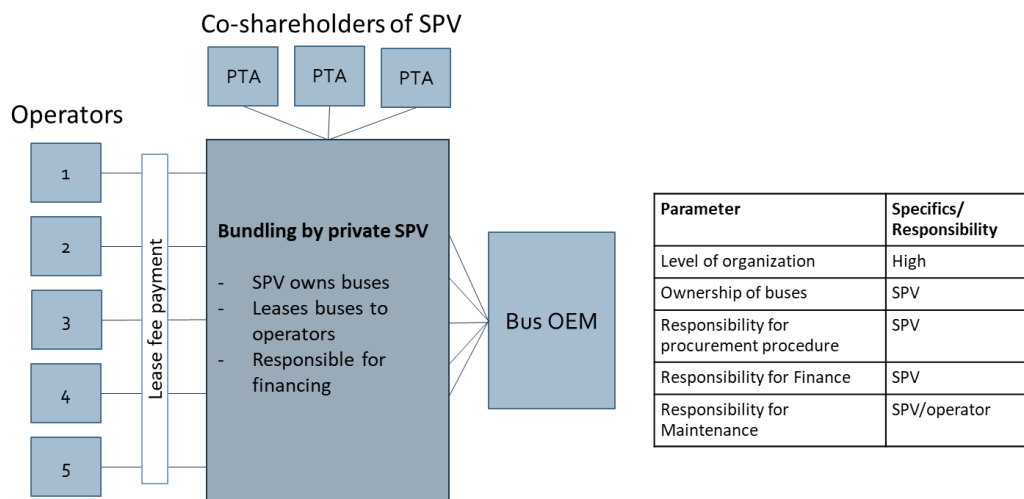 Co-shareholders of SPV
PTA
PTA
PTA
Operators
1
2
3
4
5
Lease fee payment
Bundling by private SPV
- SPV owns buses
- Leases buses to
operators
- Responsible for
financing
Bus OEM
Parameter
Specifics/
Responsibility
Level of organization
High
Ownership of buses
SPV
Responsibility for
procurement procedure
SPV
Responsibility for Finance
SPV
Responsibility for
Maintenance
SPV/operator